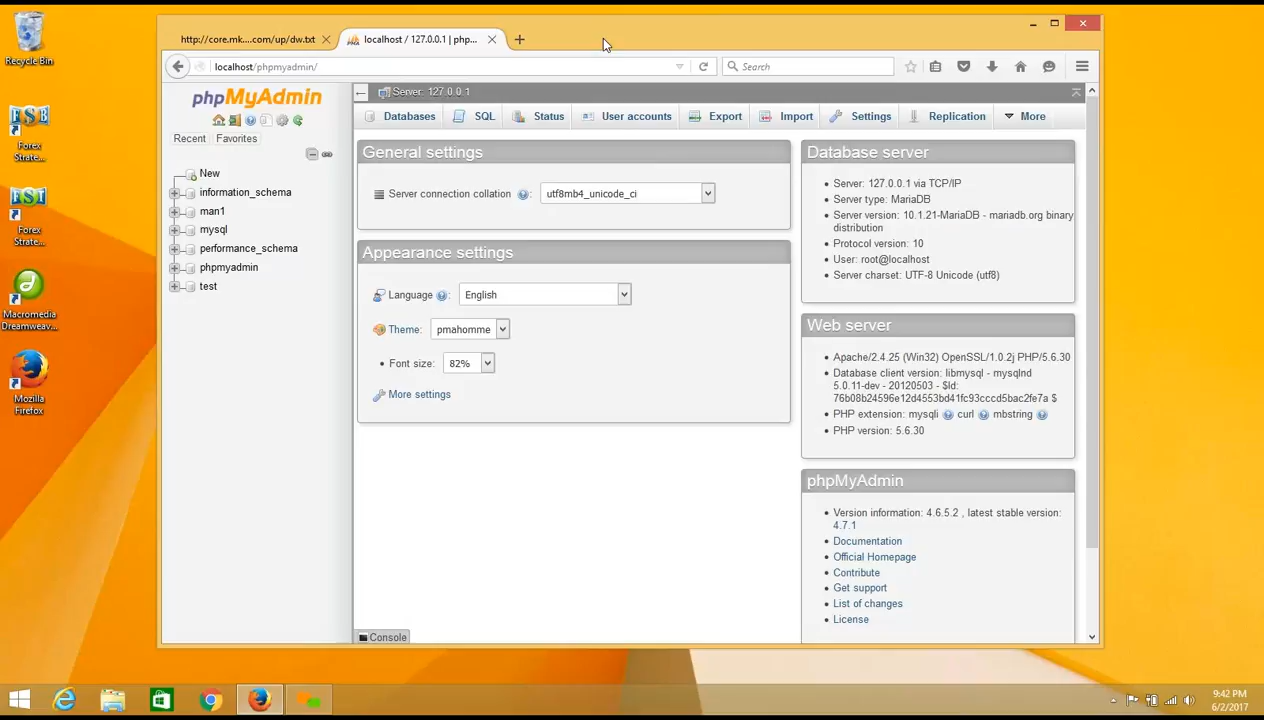 Recycle Bin
Forex
Strate...
Forex
Strate...
Macromedia
Dreamweav...
Mozilla
Firefox
http://core.mk....com/up/dw.txt
localhost / 127.0.0.1 | php...
localhost/phpmyadmin/
Search
phpMyAdmin
Recent
Favorites
New
information_schema
man1
mysql
performance_schema
phpmyadmin
test
Server: 127.0.0.1
Databases
SQL
Status
User accounts
Export
Import
Settings
Replication
More
General settings
Server connection collation
:
utf8mb4_unicode_ci
Appearance settings
Language
:
English
Theme:
pmahomme
Font size:
82%
More settings
Console
Database server
Server: 127.0.0.1 via TCP/IP
Server type: MariaDB
Server version: 10.1.21-MariaDB - mariadb.org binary
distribution
Protocol version: 10
User: root@localhost
Server charset: UTF-8 Unicode (utf8)
Web server
Apache/2.4.25 (Win32) OpenSSL/1.0.2j PHP/5.6.30
Database client version: libmysql - mysqlnd
5.0.11-dev - 20120503 - $Id:
76b08b24596e12d4553bd41fc93cccd5bac2fe7a $
PHP extension: mysqli curl mbstring
PHP version: 5.6.30
phpMyAdmin
Version information: 4.6.5.2 , latest stable version:
4.7.1
Documentation
Official Homepage
Contribute
Get support
List of changes
License
9:42 PM
6/2/2017